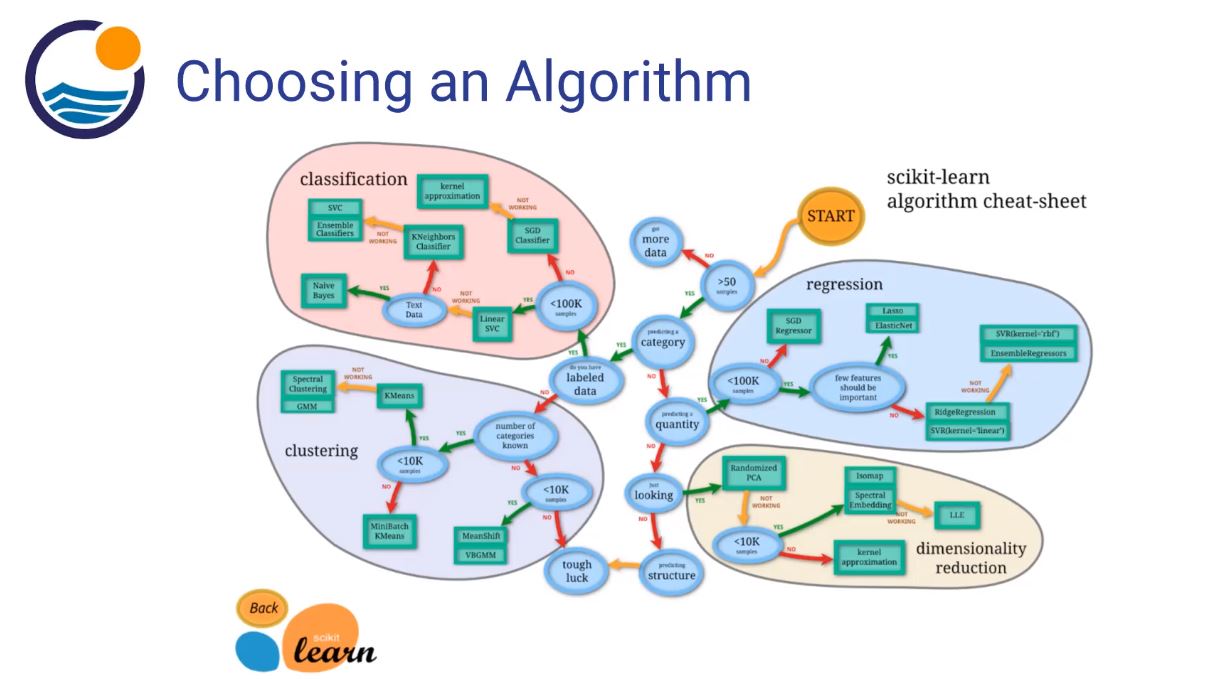 Choosing an Algorithm
scikit-learn
algorithm cheat-sheet
classification
kernel
approximation
SVC
Ensemble
Classifiers
NOT
WORKING
KNeighbors
Classifier
NOT
WORKING
SGD
Classifier
NO
START
get
more
data
NO
>50
samples
YES
Naive
Bayes
YES
Text
Data
NO
NOT
WORKING
Linear
SVC
YES
<100K
samples
YES
predicting a
category
YES
NO
do you have
labeled
data
NO
regression
SGD
Regressor
NO
Lasso
ElasticNet
YES
SVR(kernel='rbf')
EnsembleRegressors
<100K
samples
YES
few features
should be
important
NOT
WORKING
NO
RidgeRegression
SVR(kernel='linear')
YES
predicting a
quantity
NO
Spectral
Clustering
GMM
NOT
WORKING
KMeans
clustering
YES
<10K
samples
YES
number of
categories
known
NO
NO
MiniBatch
KMeans
<10K
samples
YES
NO
MeanShift
VBGMM
just
looking
YES
NO
Randomized
PCA
NOT
WORKING
Isomap
Spectral
Embedding
NOT
WORKING
LLE
<10K
samples
YES
NO
kernel
approximation
dimensionality
reduction
tough
luck
predicting
structure
Back
scikit
learn